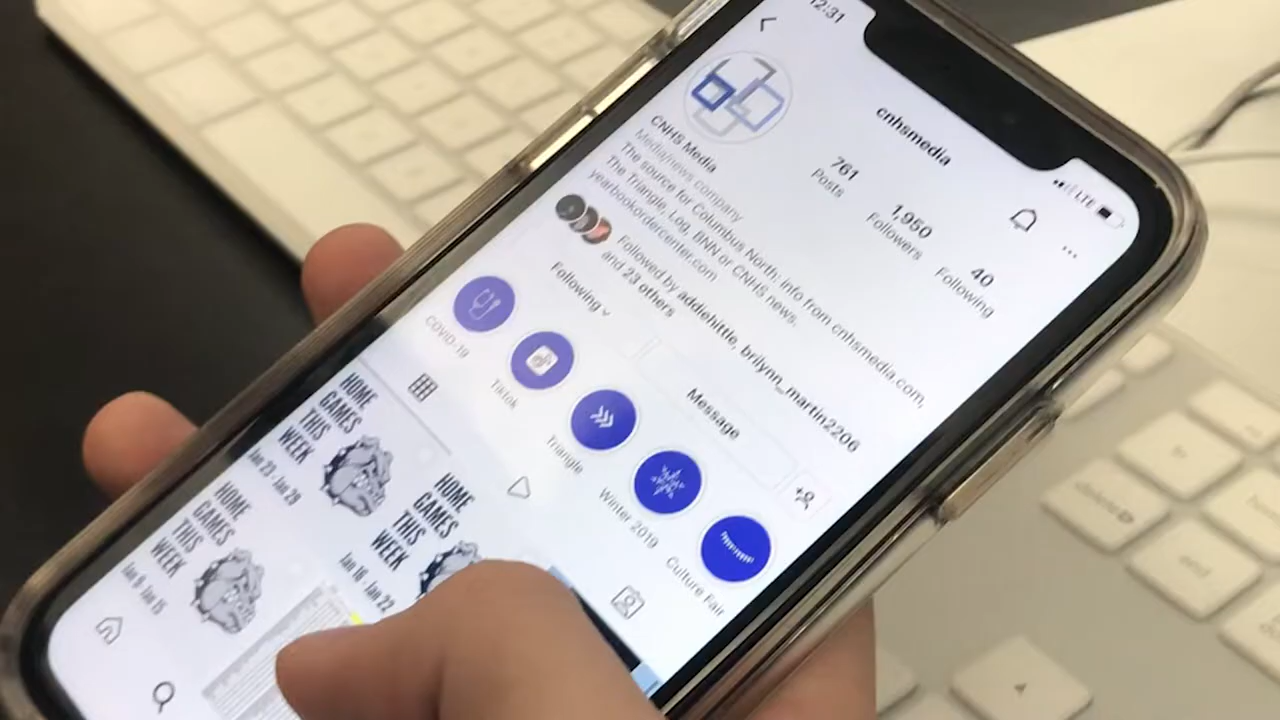 12:31
cnhsmedia
LTE
761
Posts
1,950
Followers
40
Following
CNHS Media
Media/news company
The source for Columbus North; info from cnhsmedia.com,
The Triangle, Log, BNN or CNHS news.
yearbookordercenter.com
Followed by addiehittle, brilynn_martin2206
and 23 others
Following
Message
COVID-19
Tiktok
Triangle
Winter 2019
Culture Fair
HOME
GAMES
THIS
WEEK
Jan 23 - Jan 29
HOME
GAMES
THIS
WEEK
Jan 16 - Jan 22
HOME
GAMES
THIS
WEEK
Jan 9 - Jan 15
delete
end